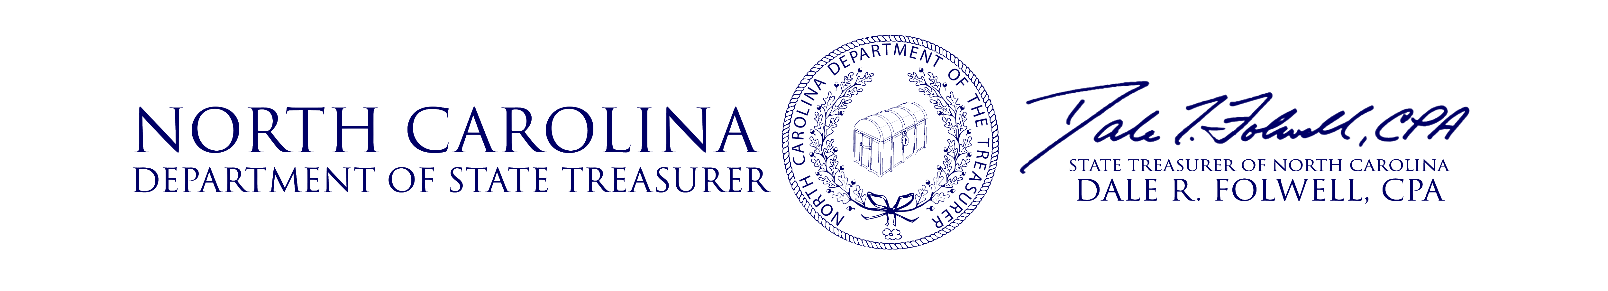 NORTH CAROLINA
DEPARTMENT OF STATE TREASURER
NORTH CAROLINA DEPARTMENT OF THE TREASURER
Dale R. Folwell, CPA
STATE TREASURER OF NORTH CAROLINA
DALE R. FOLWELL, CPA